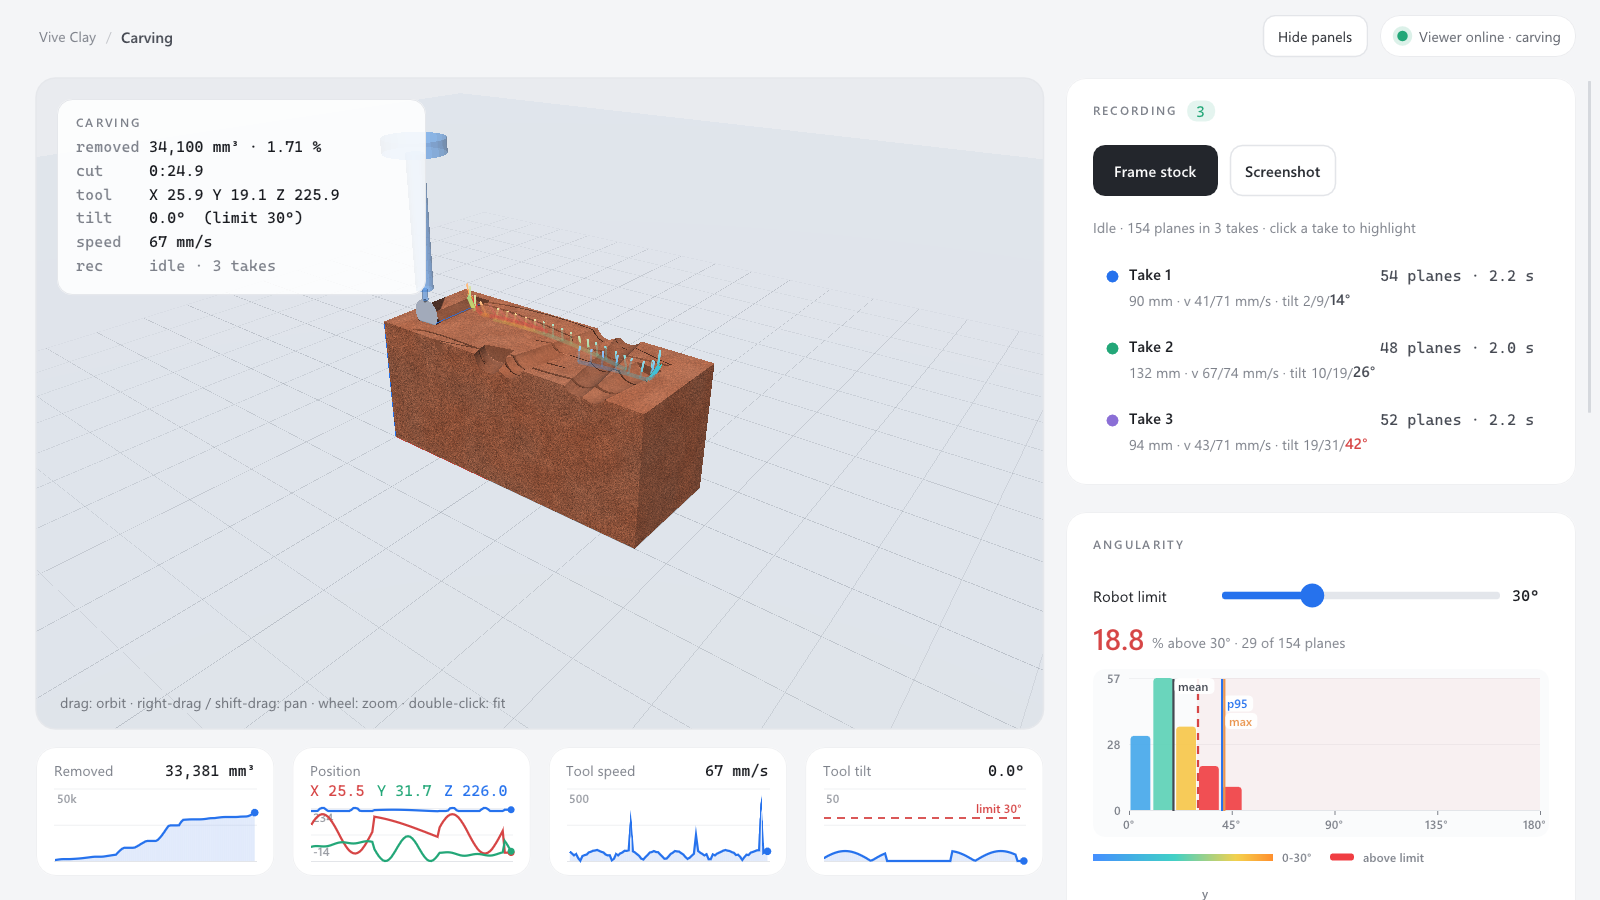 Vive Clay / Carving
Hide panels
Viewer online · carving
CARVING
removed 34,100 mm³ · 1.71 %
cut 0:24.9
tool X 25.9 Y 19.1 Z 225.9
tilt 0.0° (limit 30°)
speed 67 mm/s
rec idle · 3 takes
drag: orbit · right-drag / shift-drag: pan · wheel: zoom · double-click: fit
Removed 33,381 mm³
50k
Position
X 25.5 Y 31.7 Z 226.0
234
-14
Tool speed 67 mm/s
500
Tool tilt 0.0°
50
limit 30°
RECORDING 3
Frame stock
Screenshot
Idle · 154 planes in 3 takes · click a take to highlight
Take 1 54 planes · 2.2 s
90 mm · v 41/71 mm/s · tilt 2/9/14°
Take 2 48 planes · 2.0 s
132 mm · v 67/74 mm/s · tilt 10/19/26°
Take 3 52 planes · 2.2 s
94 mm · v 43/71 mm/s · tilt 19/31/42°
ANGULARITY
Robot limit 30°
18.8 % above 30° · 29 of 154 planes
57
mean
p95
max
28
0
0° 45° 90° 135° 180°
0-30° above limit
y